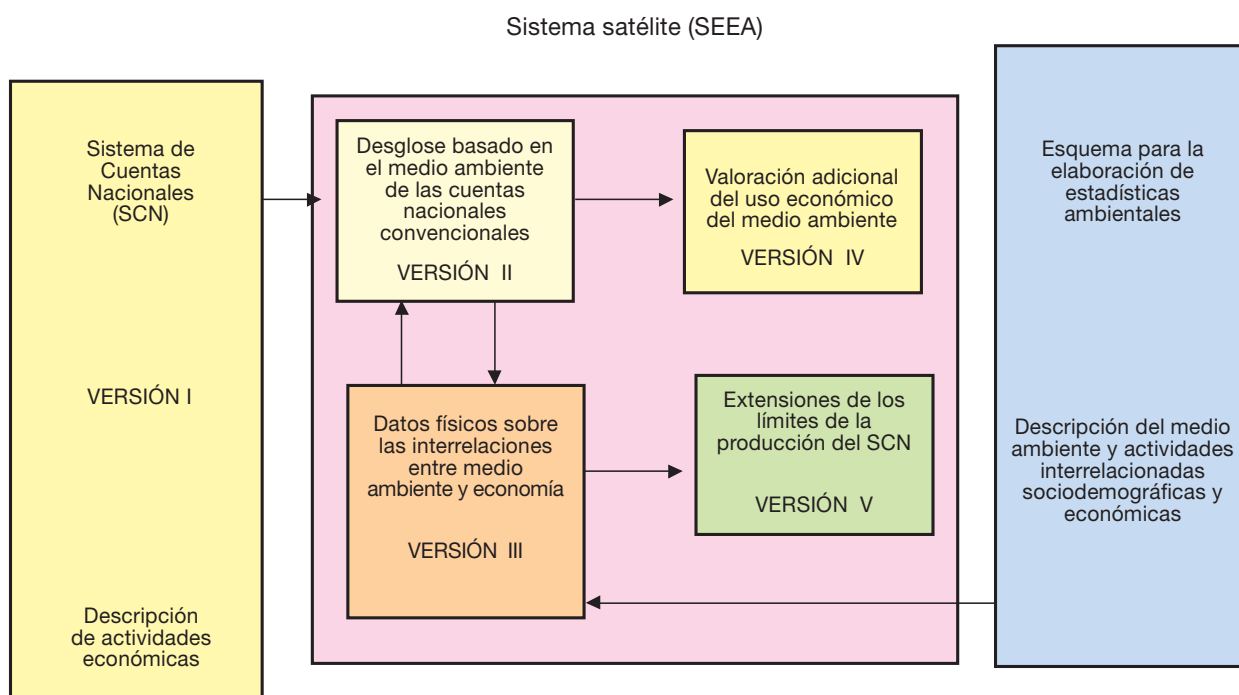 Sistema satélite (SEEA)
Sistema de
Cuentas
Nacionales
(SCN)
VERSIÓN I
Descripción
de actividades
económicas
Desglose basado en
el medio ambiente
de las cuentas
nacionales
convencionales
VERSIÓN II
Valoración adicional
del uso económico
del medio ambiente
VERSIÓN IV
Datos físicos sobre
las interrelaciones
entre medio
ambiente y economía
VERSIÓN III
Extensiones de los
límites de la
producción del SCN
VERSIÓN V
Esquema para la
elaboración de
estadísticas
ambientales
Descripción del medio
ambiente y actividades
interrelacionadas
sociodemográficas y
económicas